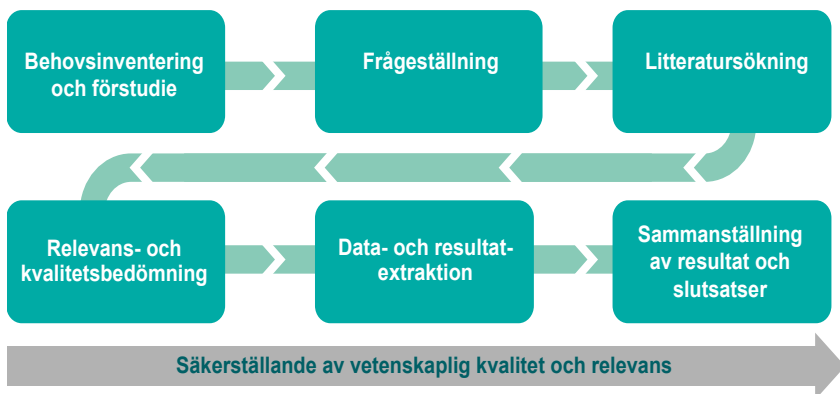 Behovsinventering
och förstudie
Frågeställning
Litteratursökning
Relevans- och
kvalitetsbedömning
Data- och resultat-
extraktion
Sammanställning
av resultat och
slutsatser
Säkerställande av vetenskaplig kvalitet och relevans